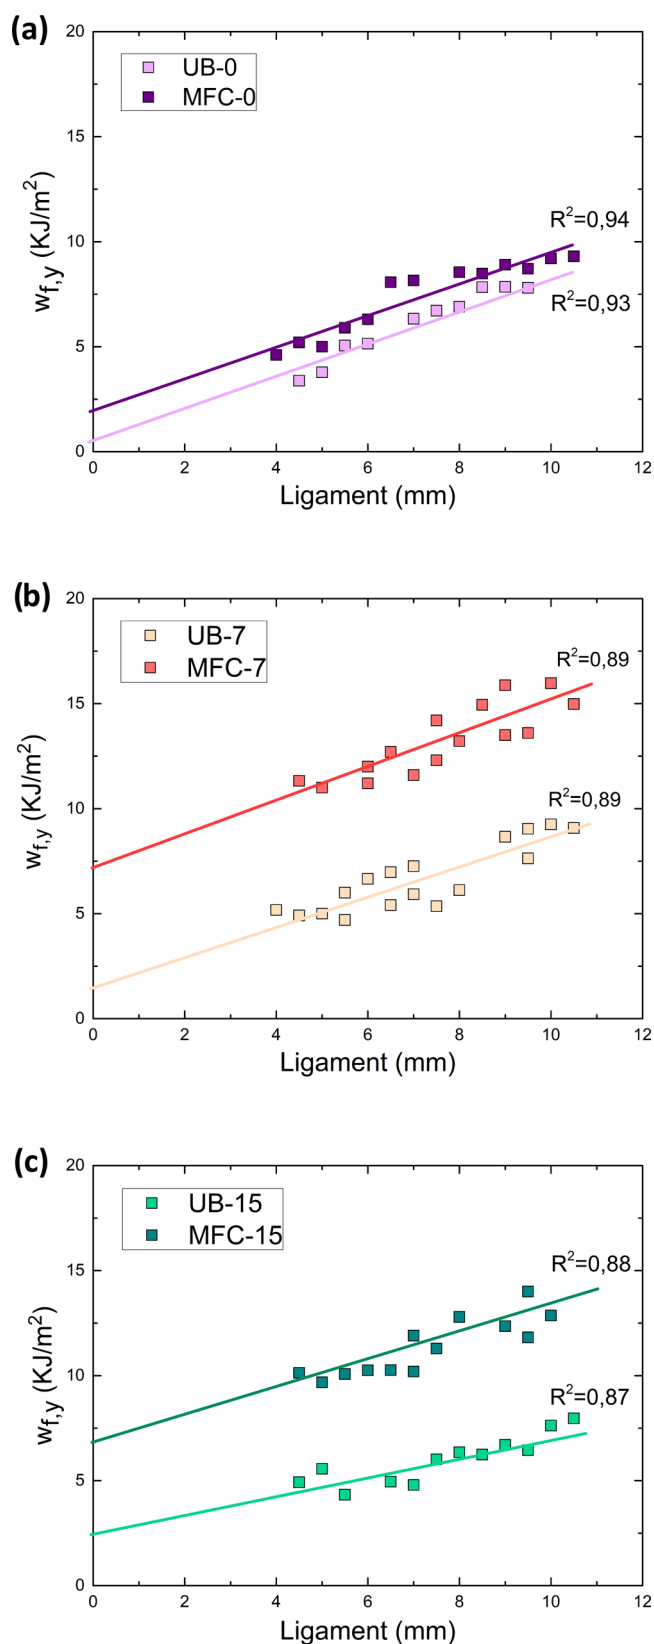 (a)
20
15
10
5
0
w_f,y (KJ/m²)
UB-0
MFC-0
R²=0,94
R²=0,93
0 2 4 6 8 10 12
Ligament (mm)
(b)
20
15
10
5
0
w_f,y (KJ/m²)
UB-7
MFC-7
R²=0,89
R²=0,89
0 2 4 6 8 10 12
Ligament (mm)
(c)
20
15
10
5
0
w_f,y (KJ/m²)
UB-15
MFC-15
R²=0,88
R²=0,87
0 2 4 6 8 10 12
Ligament (mm)